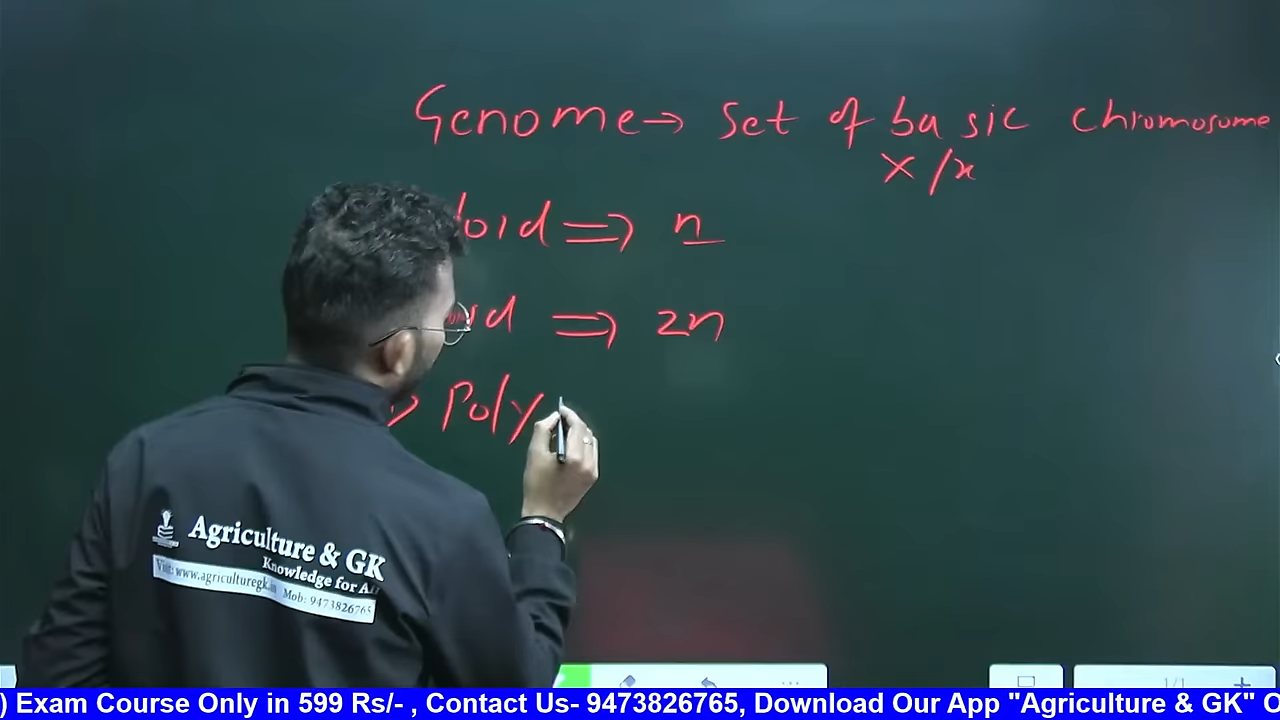 Genome → Set of basic chromosome
X/x
loid ⇒ n
id ⇒ 2n
Poly
Agriculture & GK
Knowledge for All
Visit: www.agriculturegk.in Mob: 9473826765
) Exam Course Only in 599 Rs/- , Contact Us- 9473826765, Download Our App "Agriculture & GK" O